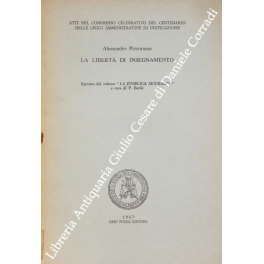 ATTI DEL CONGRESSO CELEBRATIVO DEL CENTENARIO
DELLE LEGGI AMMINISTRATIVE DI UNIFICAZIONE
Alessandro Pizzorusso
LA LIBERTÀ DI INSEGNAMENTO
Estratto dal volume "LA PUBBLICA SICUREZZA"
a cura di P. Barile
1967
NERI POZZA EDITORE
Libreria Antiquaria Giulio Cesare di Daniele Corradi